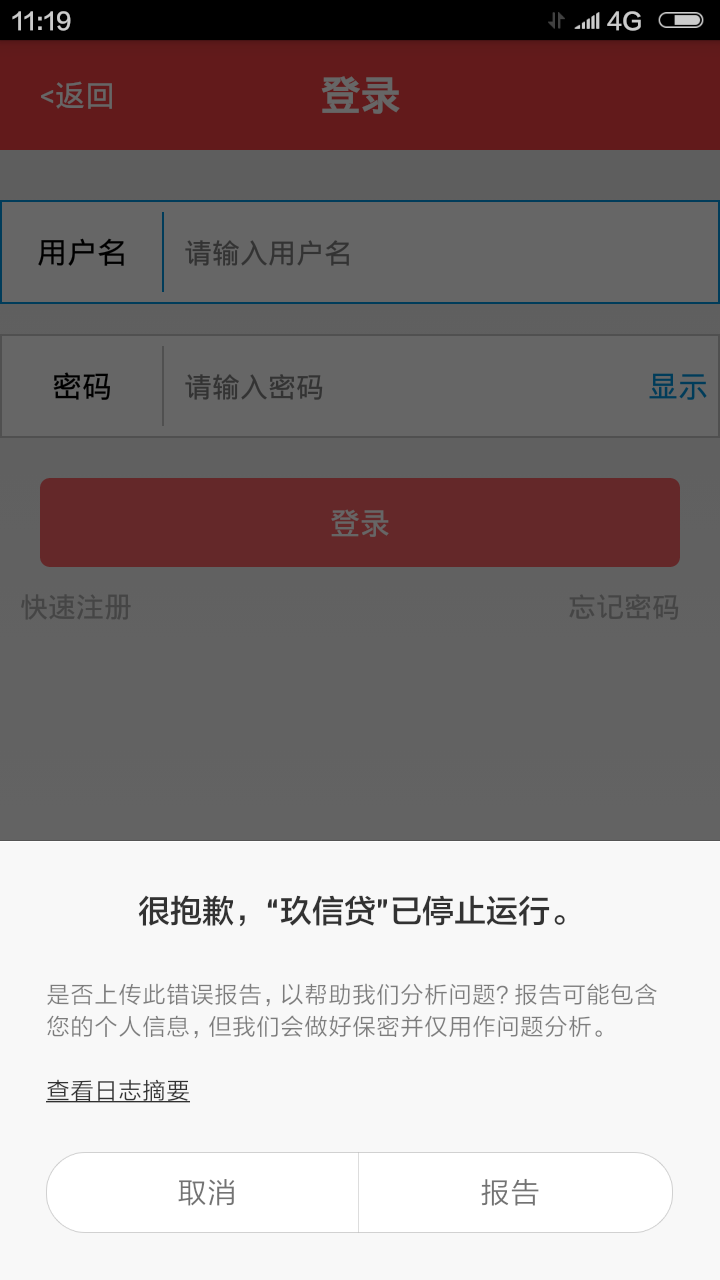 11:19 4G
<返回 登录
用户名 请输入用户名
密码 请输入密码 显示
登录
快速注册 忘记密码
很抱歉，“玖信贷”已停止运行。
是否上传此错误报告, 以帮助我们分析问题? 报告可能包含
您的个人信息, 但我们会做好保密并仅用作问题分析。
查看日志摘要
取消 报告